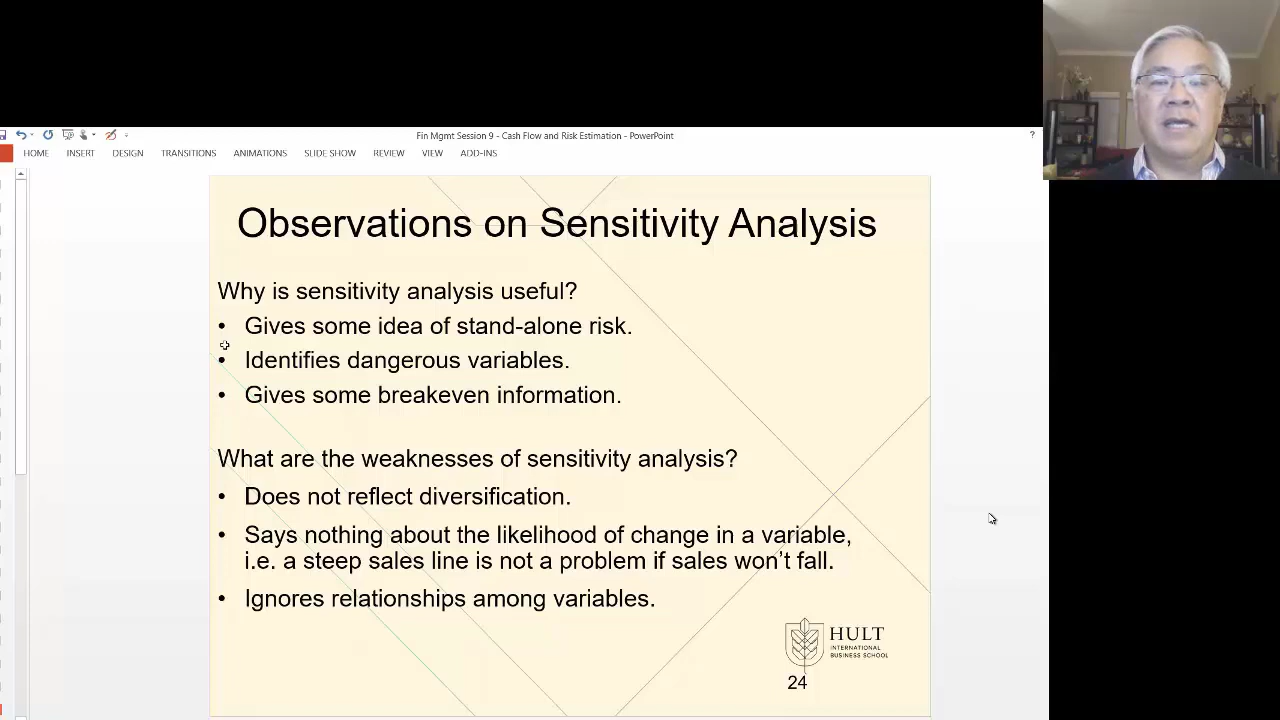 Fin Mgmt Session 9 - Cash Flow and Risk Estimation - PowerPoint
?
HOME INSERT DESIGN TRANSITIONS ANIMATIONS SLIDE SHOW REVIEW VIEW ADD-INS
Observations on Sensitivity Analysis
Why is sensitivity analysis useful?
• Gives some idea of stand-alone risk.
• Identifies dangerous variables.
• Gives some breakeven information.
What are the weaknesses of sensitivity analysis?
• Does not reflect diversification.
• Says nothing about the likelihood of change in a variable,
i.e. a steep sales line is not a problem if sales won’t fall.
• Ignores relationships among variables.
HULT
INTERNATIONAL
BUSINESS SCHOOL
24